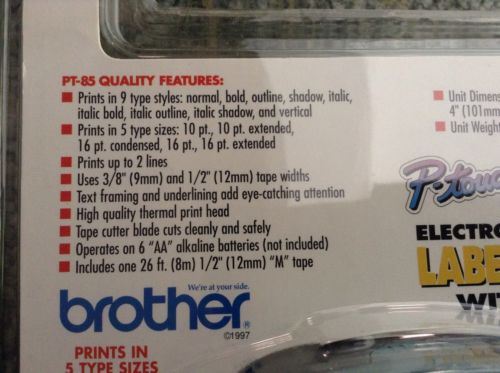 PT-85 QUALITY FEATURES:
■ Prints in 9 type styles: normal, bold, outline, shadow, italic,
italic bold, italic outline, italic shadow, and vertical
■ Prints in 5 type sizes: 10 pt., 10 pt. extended,
16 pt. condensed, 16 pt., 16 pt. extended
■ Prints up to 2 lines
■ Uses 3/8" (9mm) and 1/2" (12mm) tape widths
■ Text framing and underlining add eye-catching attention
■ High quality thermal print head
■ Tape cutter blade cuts cleanly and safely
■ Operates on 6 "AA" alkaline batteries (not included)
■ Includes one 26 ft. (8m) 1/2" (12mm) "M" tape
We're at your side.
brother®
©1997
PRINTS IN
5 TYPE SIZES
■ Unit Dimens
4" (101mm
■ Unit Weight
P-touc
ELECTRO
LABE
WI